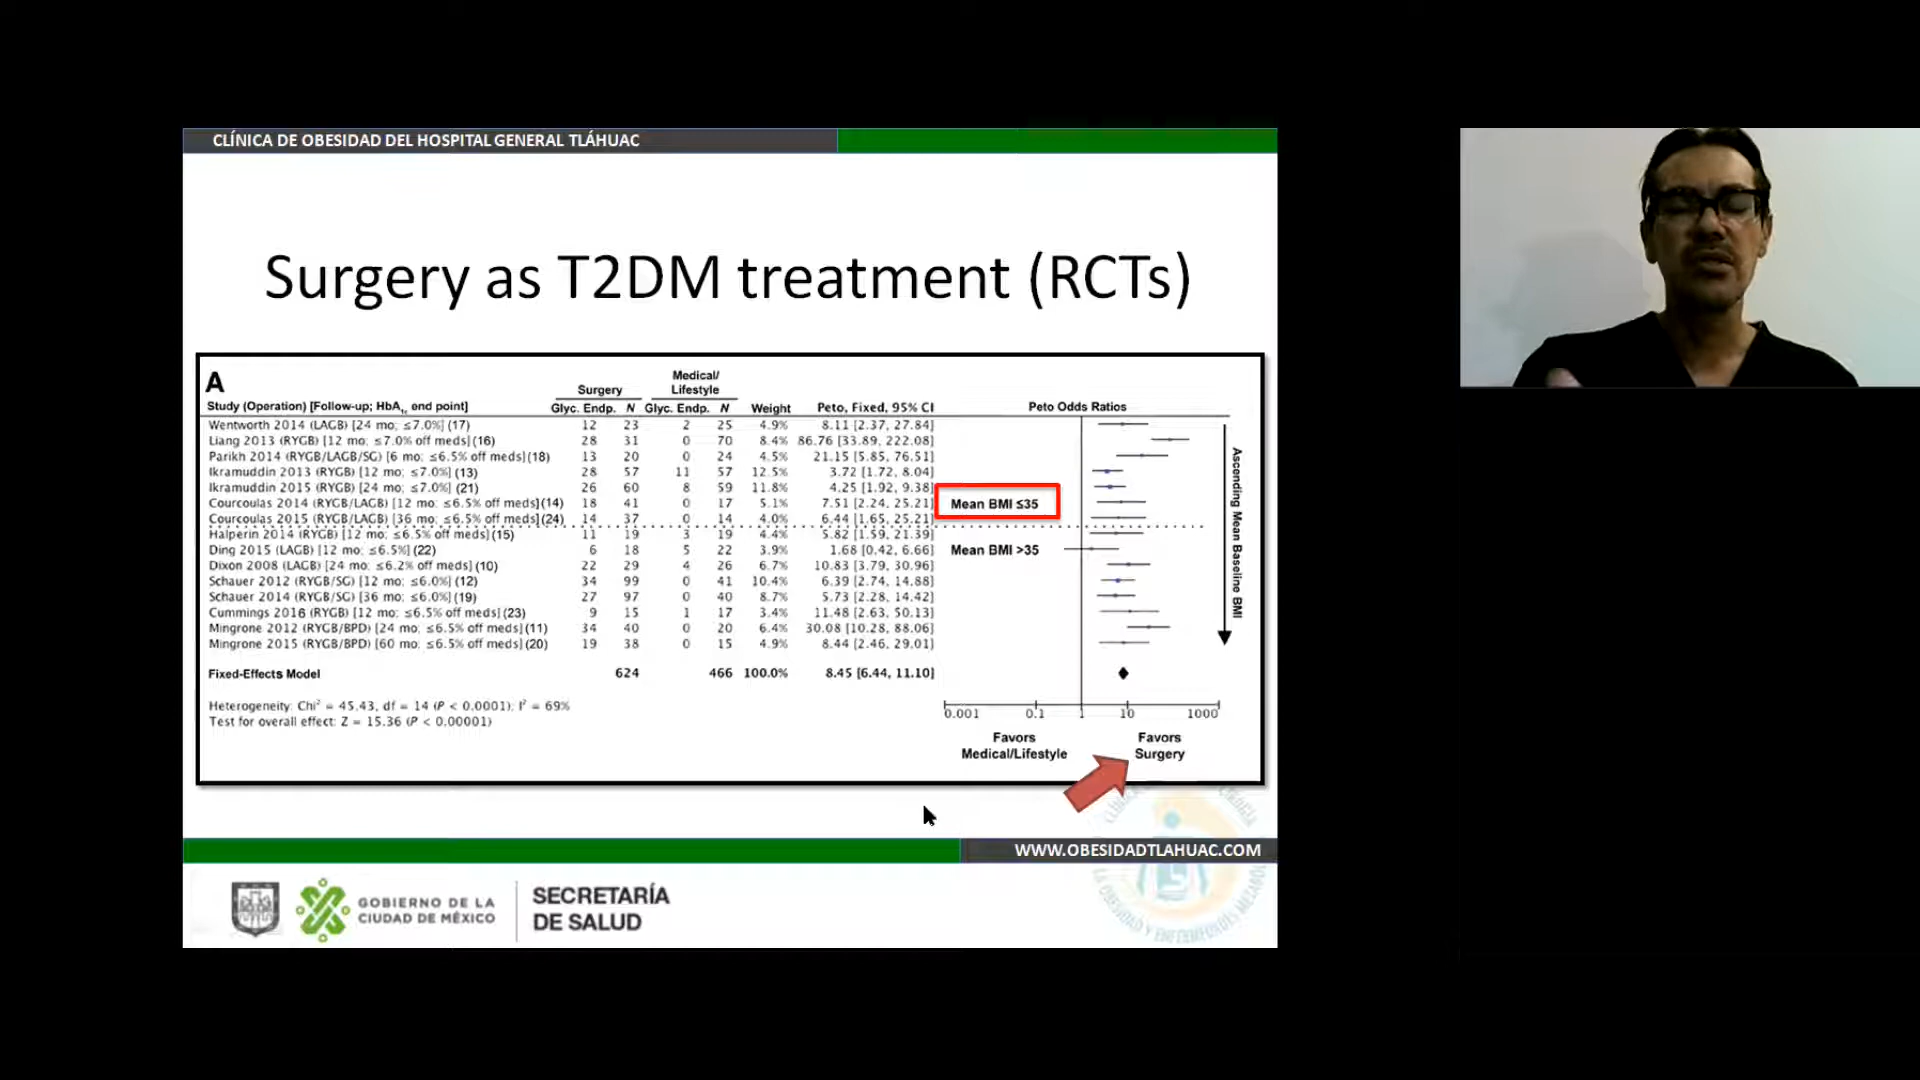 CLÍNICA DE OBESIDAD DEL HOSPITAL GENERAL TLÁHUAC
Surgery as T2DM treatment (RCTs)
A
Surgery Medical/ Lifestyle
Study (Operation) [Follow-up; HbA1c end point] Glyc. Endp. N Glyc. Endp. N Weight Peto, Fixed, 95% CI Peto Odds Ratios
Wentworth 2014 (LAGB) [24 mo; ≤7.0%] (17) 12 23 2 25 4.9% 8.11 [2.37, 27.84]
Liang 2013 (RYGB) [12 mo; ≤7.0% off meds] (16) 28 31 0 70 8.4% 86.76 [33.89, 222.08]
Parikh 2014 (RYGB/LAGB/SG) [6 mo; ≤6.5% off meds] (18) 13 20 0 24 4.5% 21.15 [5.85, 76.51]
Ikramuddin 2013 (RYGB) [12 mo; ≤7.0%] (13) 28 57 11 57 12.5% 3.72 [1.72, 8.04]
Ikramuddin 2015 (RYGB) [24 mo; ≤7.0%] (21) 26 60 8 59 11.8% 4.25 [1.92, 9.38]
Courcoulas 2014 (RYGB/LAGB) [12 mo; ≤6.5% off meds] (14) 18 41 0 17 5.1% 7.51 [2.24, 25.21] Mean BMI ≤35
Courcoulas 2015 (RYGB/LAGB) [36 mo; ≤6.5% off meds] (24) 14 37 0 14 4.0% 6.44 [1.65, 25.21]
Halperin 2014 (RYGB) [12 mo; ≤6.5% off meds] (15) 11 19 3 19 4.4% 5.82 [1.59, 21.39]
Ding 2015 (LAGB) [12 mo; ≤6.5%] (22) 6 18 5 22 3.9% 1.68 [0.42, 6.66] Mean BMI >35
Dixon 2008 (LAGB) [24 mo; ≤6.2% off meds] (10) 22 29 4 26 6.7% 10.83 [3.79, 30.96]
Schauer 2012 (RYGB/SG) [12 mo; ≤6.0%] (12) 34 99 0 41 10.4% 6.39 [2.74, 14.88]
Schauer 2014 (RYGB/SG) [36 mo; ≤6.0%] (19) 27 97 0 40 8.7% 5.73 [2.28, 14.42]
Cummings 2016 (RYGB) [12 mo; ≤6.5% off meds] (23) 9 15 1 17 3.4% 11.48 [2.63, 50.13]
Mingrone 2012 (RYGB/BPD) [24 mo; ≤6.5% off meds] (11) 34 40 0 20 6.4% 30.08 [10.28, 88.06]
Mingrone 2015 (RYGB/BPD) [60 mo; ≤6.5% off meds] (20) 19 38 0 15 4.9% 8.44 [2.46, 29.01]
Ascending Mean Baseline BMI
Fixed-Effects Model 624 466 100.0% 8.45 [6.44, 11.10]
Heterogeneity: Chi² = 45.43, df = 14 (P < 0.0001); I² = 69%
Test for overall effect: Z = 15.36 (P < 0.00001)
0.001 0.1 1 10 1000
Favors Medical/Lifestyle
Favors Surgery
WWW.OBESIDADTLAHUAC.COM
GOBIERNO DE LA
CIUDAD DE MÉXICO
SECRETARÍA
DE SALUD